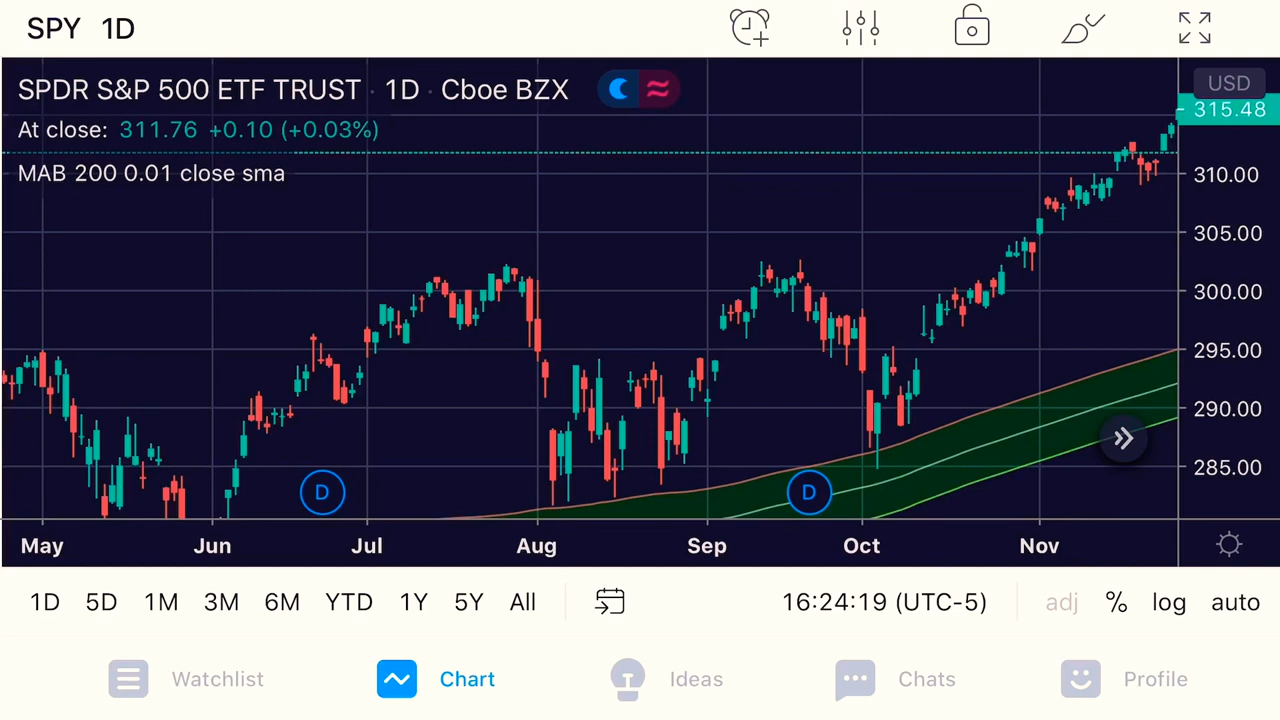 SPY 1D
SPDR S&P 500 ETF TRUST · 1D · Cboe BZX
USD
At close: 311.76 +0.10 (+0.03%)
315.48
MAB 200 0.01 close sma
310.00
305.00
300.00
295.00
290.00
285.00
D D
May Jun Jul Aug Sep Oct Nov
1D 5D 1M 3M 6M YTD 1Y 5Y All 16:24:19 (UTC-5) adj % log auto
Watchlist Chart Ideas Chats Profile